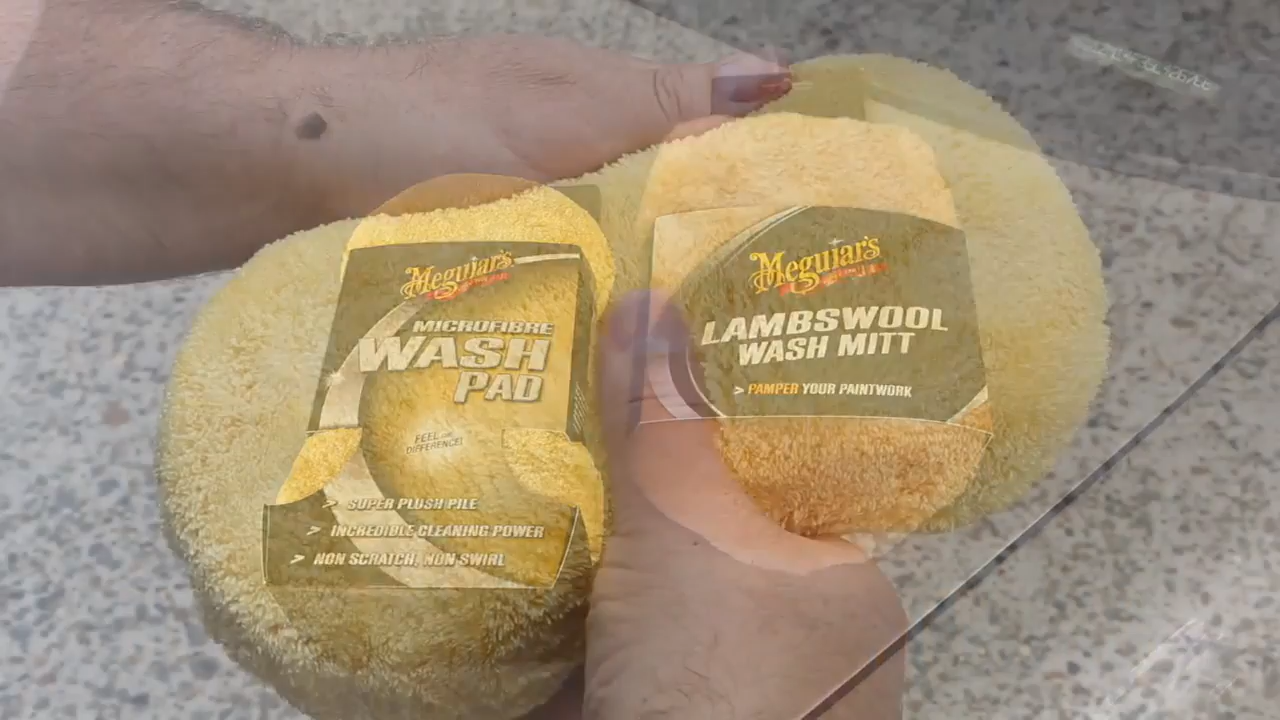 Meguiar's
MICROFIBRE
WASH
PAD
FEEL THE
DIFFERENCE!
> SUPER PLUSH PILE
> INCREDIBLE CLEANING POWER
> NON SCRATCH, NON SWIRL
Meguiar's
LAMBSWOOL
WASH MITT
> PAMPER YOUR PAINTWORK